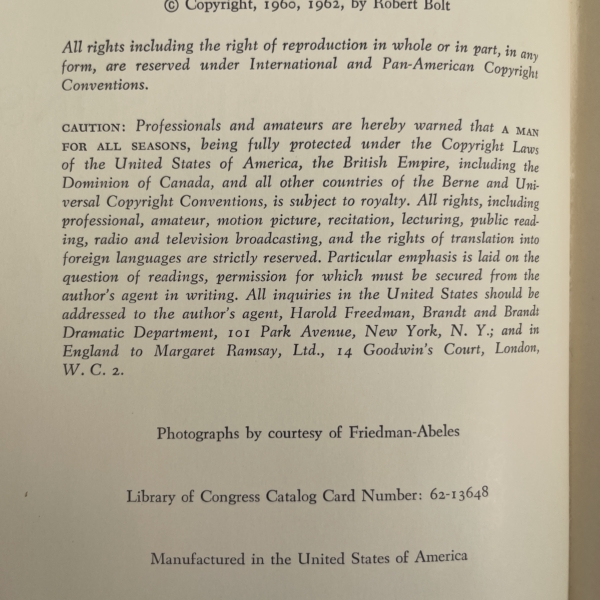 © Copyright, 1960, 1962, by Robert Bolt
All rights including the right of reproduction in whole or in part, in any
form, are reserved under International and Pan-American Copyright
Conventions.
CAUTION: Professionals and amateurs are hereby warned that A MAN
FOR ALL SEASONS, being fully protected under the Copyright Laws
of the United States of America, the British Empire, including the
Dominion of Canada, and all other countries of the Berne and Uni-
versal Copyright Conventions, is subject to royalty. All rights, including
professional, amateur, motion picture, recitation, lecturing, public read-
ing, radio and television broadcasting, and the rights of translation into
foreign languages are strictly reserved. Particular emphasis is laid on the
question of readings, permission for which must be secured from the
author's agent in writing. All inquiries in the United States should be
addressed to the author's agent, Harold Freedman, Brandt and Brandt
Dramatic Department, 101 Park Avenue, New York, N. Y.; and in
England to Margaret Ramsay, Ltd., 14 Goodwin's Court, London,
W. C. 2.
Photographs by courtesy of Friedman-Abeles
Library of Congress Catalog Card Number: 62-13648
Manufactured in the United States of America